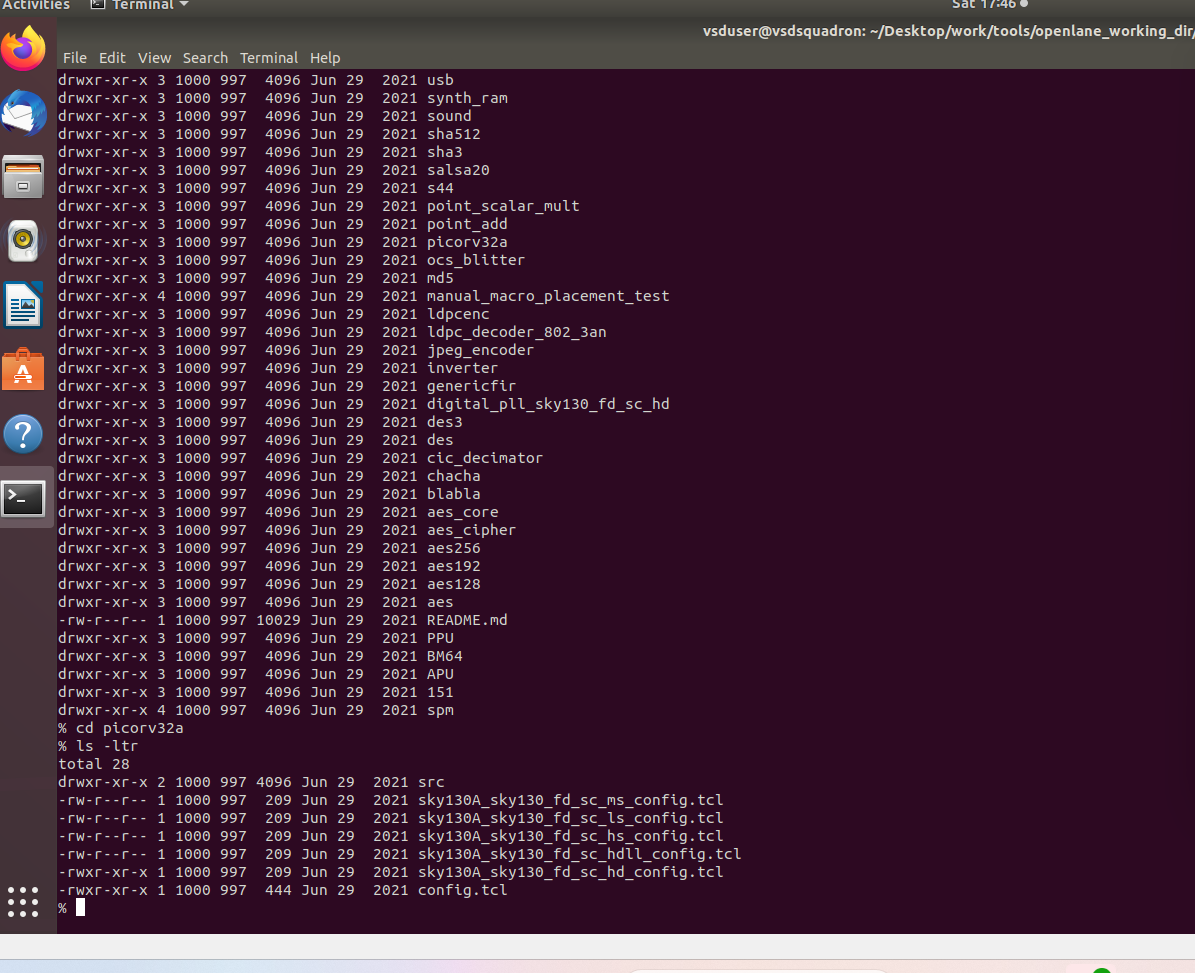 Activities Terminal Sat 17:46
vsduser@vsdsquadron: ~/Desktop/work/tools/openlane_working_dir/
File Edit View Search Terminal Help
drwxr-xr-x 3 1000 997  4096 Jun 29  2021 usb
drwxr-xr-x 3 1000 997  4096 Jun 29  2021 synth_ram
drwxr-xr-x 3 1000 997  4096 Jun 29  2021 sound
drwxr-xr-x 3 1000 997  4096 Jun 29  2021 sha512
drwxr-xr-x 3 1000 997  4096 Jun 29  2021 sha3
drwxr-xr-x 3 1000 997  4096 Jun 29  2021 salsa20
drwxr-xr-x 3 1000 997  4096 Jun 29  2021 s44
drwxr-xr-x 3 1000 997  4096 Jun 29  2021 point_scalar_mult
drwxr-xr-x 3 1000 997  4096 Jun 29  2021 point_add
drwxr-xr-x 3 1000 997  4096 Jun 29  2021 picorv32a
drwxr-xr-x 3 1000 997  4096 Jun 29  2021 ocs_blitter
drwxr-xr-x 3 1000 997  4096 Jun 29  2021 md5
drwxr-xr-x 4 1000 997  4096 Jun 29  2021 manual_macro_placement_test
drwxr-xr-x 3 1000 997  4096 Jun 29  2021 ldpcenc
drwxr-xr-x 3 1000 997  4096 Jun 29  2021 ldpc_decoder_802_3an
drwxr-xr-x 3 1000 997  4096 Jun 29  2021 jpeg_encoder
drwxr-xr-x 3 1000 997  4096 Jun 29  2021 inverter
drwxr-xr-x 3 1000 997  4096 Jun 29  2021 genericfir
drwxr-xr-x 3 1000 997  4096 Jun 29  2021 digital_pll_sky130_fd_sc_hd
drwxr-xr-x 3 1000 997  4096 Jun 29  2021 des3
drwxr-xr-x 3 1000 997  4096 Jun 29  2021 des
drwxr-xr-x 3 1000 997  4096 Jun 29  2021 cic_decimator
drwxr-xr-x 3 1000 997  4096 Jun 29  2021 chacha
drwxr-xr-x 3 1000 997  4096 Jun 29  2021 blabla
drwxr-xr-x 3 1000 997  4096 Jun 29  2021 aes_core
drwxr-xr-x 3 1000 997  4096 Jun 29  2021 aes_cipher
drwxr-xr-x 3 1000 997  4096 Jun 29  2021 aes256
drwxr-xr-x 3 1000 997  4096 Jun 29  2021 aes192
drwxr-xr-x 3 1000 997  4096 Jun 29  2021 aes128
drwxr-xr-x 3 1000 997  4096 Jun 29  2021 aes
-rw-r--r-- 1 1000 997 10029 Jun 29  2021 README.md
drwxr-xr-x 3 1000 997  4096 Jun 29  2021 PPU
drwxr-xr-x 3 1000 997  4096 Jun 29  2021 BM64
drwxr-xr-x 3 1000 997  4096 Jun 29  2021 APU
drwxr-xr-x 3 1000 997  4096 Jun 29  2021 151
drwxr-xr-x 4 1000 997  4096 Jun 29  2021 spm
% cd picorv32a
% ls -ltr
total 28
drwxr-xr-x 2 1000 997 4096 Jun 29  2021 src
-rw-r--r-- 1 1000 997  209 Jun 29  2021 sky130A_sky130_fd_sc_ms_config.tcl
-rw-r--r-- 1 1000 997  209 Jun 29  2021 sky130A_sky130_fd_sc_ls_config.tcl
-rw-r--r-- 1 1000 997  209 Jun 29  2021 sky130A_sky130_fd_sc_hs_config.tcl
-rw-r--r-- 1 1000 997  209 Jun 29  2021 sky130A_sky130_fd_sc_hdll_config.tcl
-rwxr-xr-x 1 1000 997  209 Jun 29  2021 sky130A_sky130_fd_sc_hd_config.tcl
-rwxr-xr-x 1 1000 997  444 Jun 29  2021 config.tcl
%